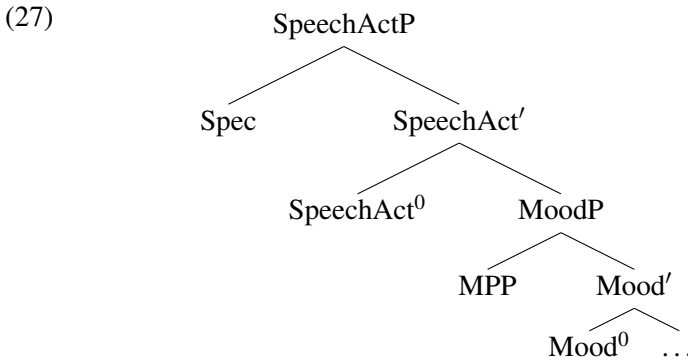 (27) SpeechActP
Spec SpeechAct′
SpeechAct⁰ MoodP
MPP Mood′
Mood⁰ ...